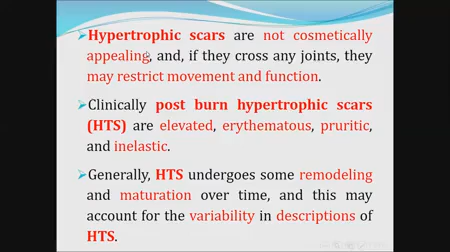 Hypertrophic scars are not cosmetically
appealing, and, if they cross any joints, they
may restrict movement and function.
Clinically post burn hypertrophic scars
(HTS) are elevated, erythematous, pruritic,
and inelastic.
Generally, HTS undergoes some remodeling
and maturation over time, and this may
account for the variability in descriptions of
HTS.